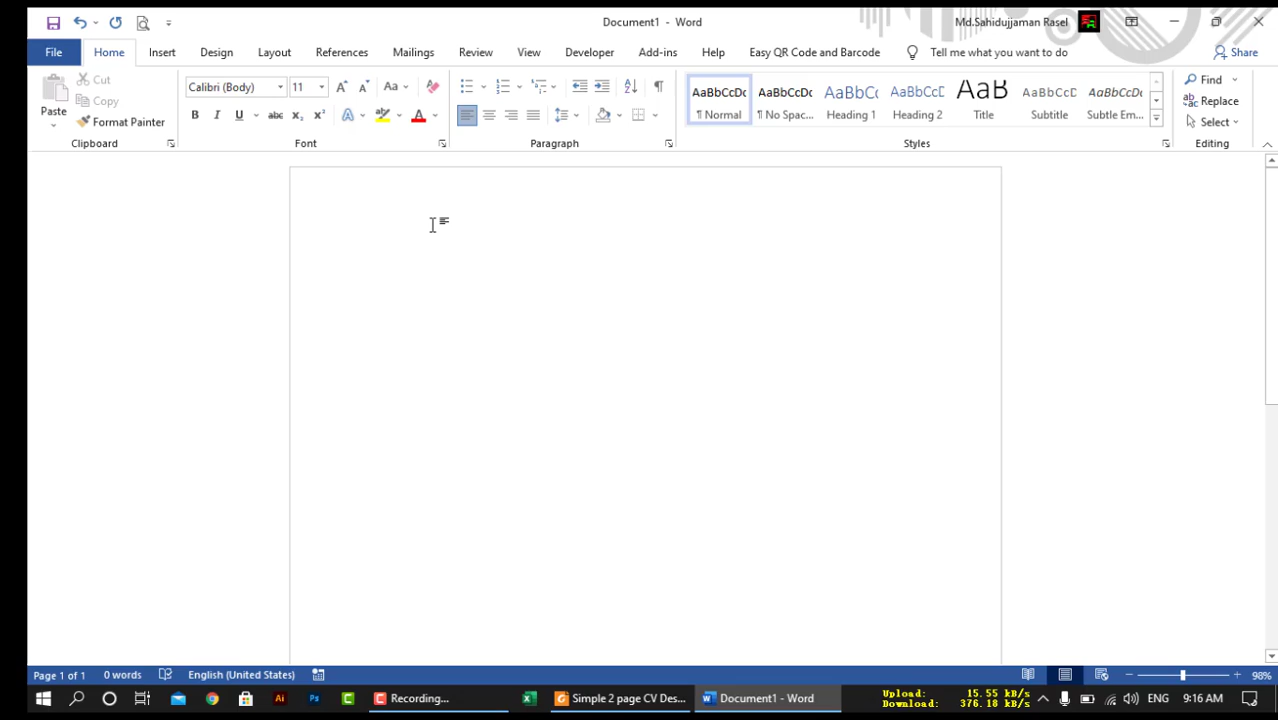 Document1 - Word
Md.Sahidujjaman Rasel
File Home Insert Design Layout References Mailings Review View Developer Add-ins Help Easy QR Code and Barcode Tell me what you want to do Share
Paste
Cut
Copy
Format Painter
Clipboard
Calibri (Body) 11
Font
Paragraph
AaBbCcDc AaBbCcDc AaBbCc AaBbCcD AaB AaBbCcD AaBbCcDc
¶ Normal ¶ No Spac... Heading 1 Heading 2 Title Subtitle Subtle Em...
Styles
Find
Replace
Select
Editing
Page 1 of 1 0 words English (United States) 98%
Recording... Simple 2 page CV Des... Document1 - Word
Upload: 15.55 kB/s
Download: 376.18 kB/s
ENG 9:16 AM